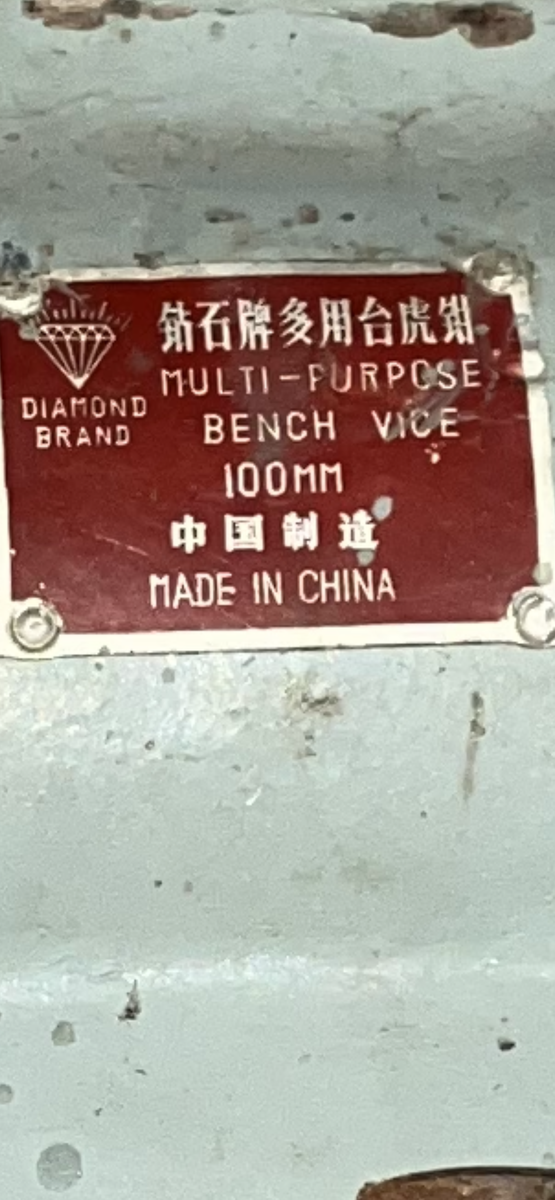 钻石牌多用台虎钳
MULTI-PURPOSE
DIAMOND
BRAND
BENCH VICE
100MM
中国制造
MADE IN CHINA